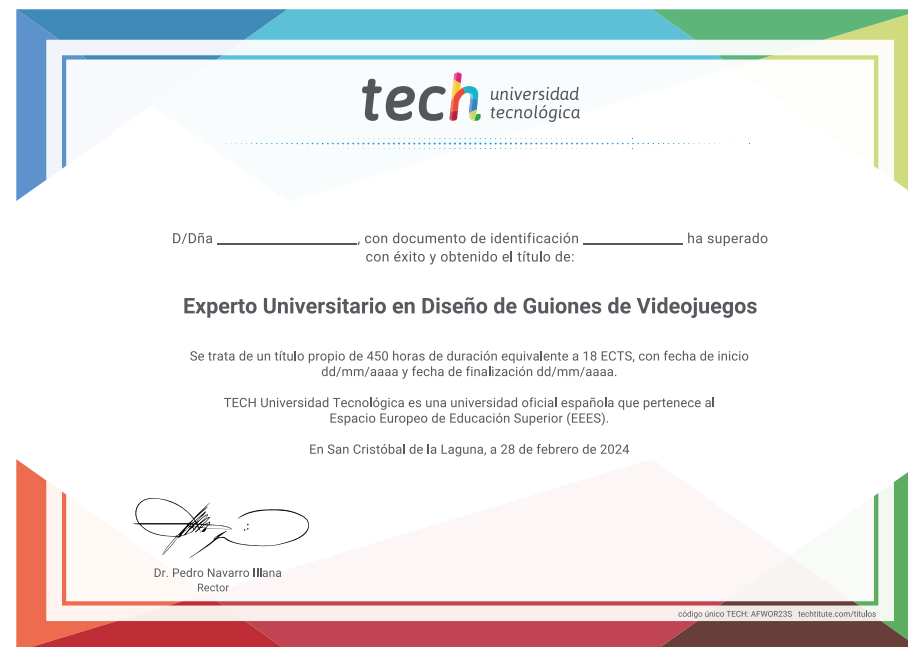 tech universidad
tecnológica
D/Dña ____________, con documento de identificación ____________ ha superado
con éxito y obtenido el título de:
Experto Universitario en Diseño de Guiones de Videojuegos
Se trata de un título propio de 450 horas de duración equivalente a 18 ECTS, con fecha de inicio
dd/mm/aaaa y fecha de finalización dd/mm/aaaa.
TECH Universidad Tecnológica es una universidad oficial española que pertenece al
Espacio Europeo de Educación Superior (EEES).
En San Cristóbal de la Laguna, a 28 de febrero de 2024
Dr. Pedro Navarro Illana
Rector
código único TECH: AFWOR23S techtitute.com/titulos